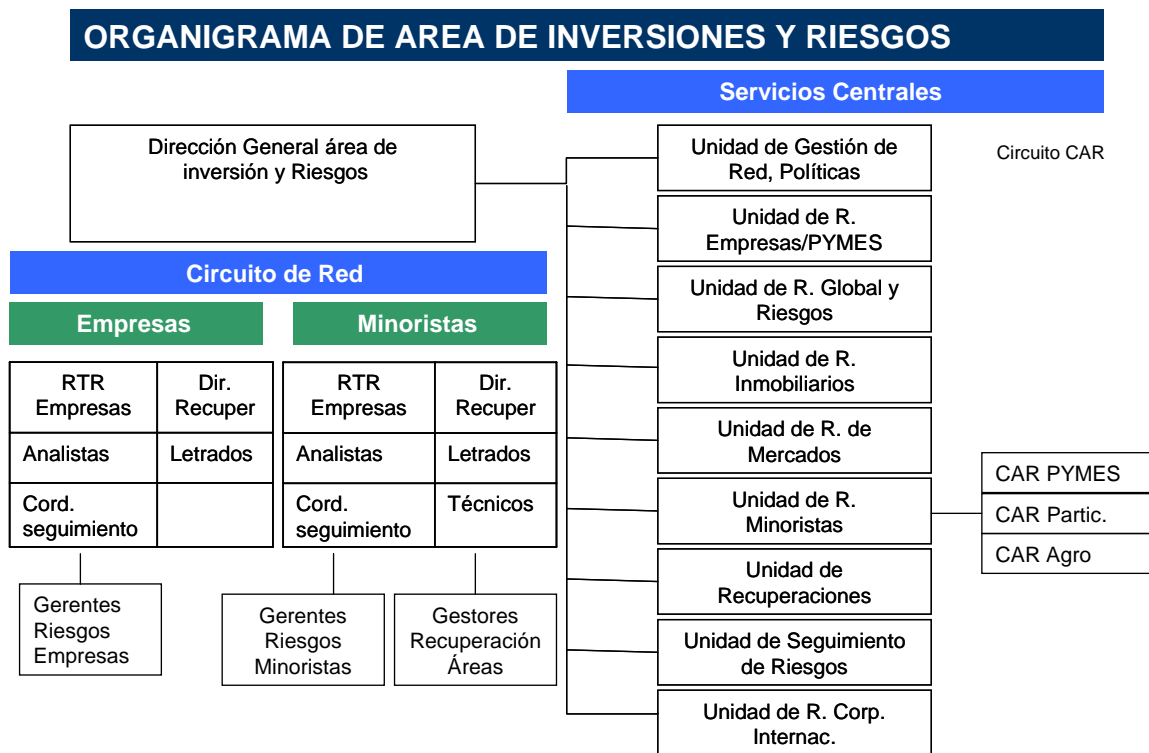 ORGANIGRAMA DE AREA DE INVERSIONES Y RIESGOS
Servicios Centrales
Dirección General área de
inversión y Riesgos
Circuito CAR
Unidad de Gestión de
Red, Políticas
Unidad de R.
Empresas/PYMES
Unidad de R. Global y
Riesgos
Unidad de R.
Inmobiliarios
Unidad de R. de
Mercados
Unidad de R.
Minoristas
Unidad de
Recuperaciones
Unidad de Seguimiento
de Riesgos
Unidad de R. Corp.
Internac.
CAR PYMES
CAR Partic.
CAR Agro
Circuito de Red
Empresas
RTR
Empresas
Dir.
Recuper
Analistas
Letrados
Cord.
seguimiento
Gerentes
Riesgos
Empresas
Minoristas
RTR
Empresas
Dir.
Recuper
Analistas
Letrados
Cord.
seguimiento
Técnicos
Gerentes
Riesgos
Minoristas
Gestores
Recuperación
Áreas